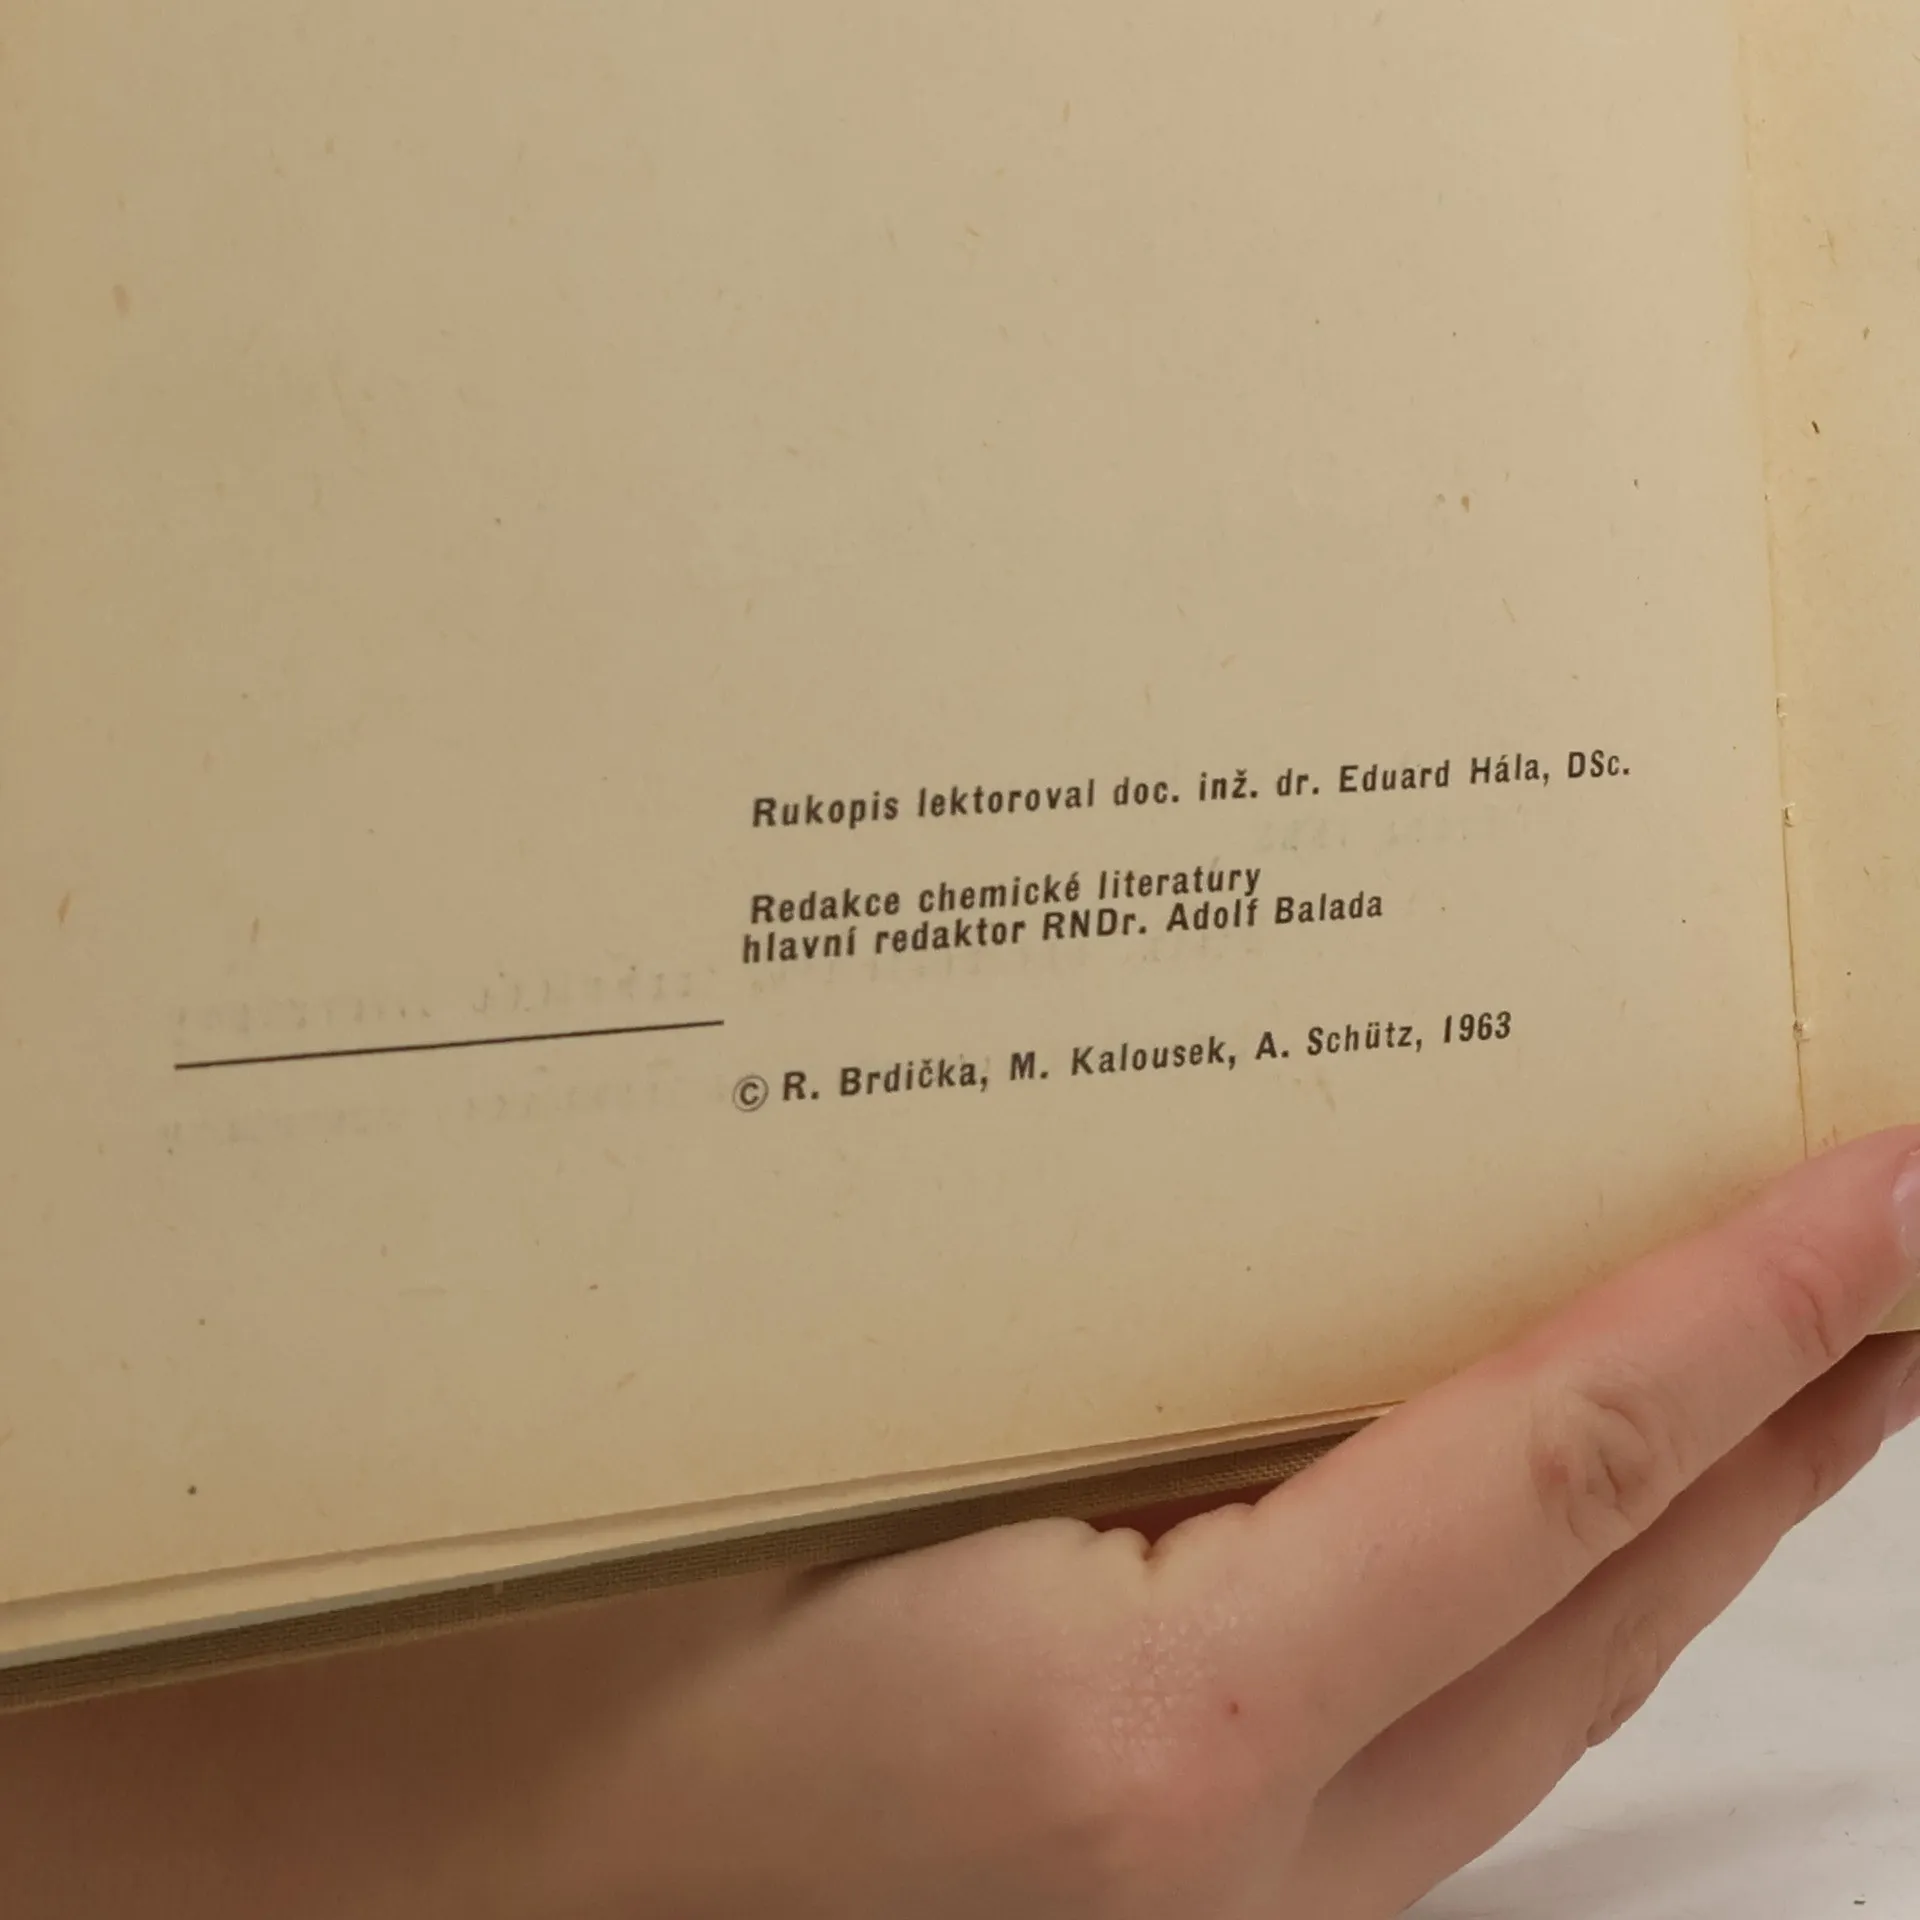 Rukopis lektoroval doc. inž. dr. Eduard Hála, DSc.
Redakce chemické literatury
hlavní redaktor RNDr. Adolf Balada
© R. Brdička, M. Kalousek, A. Schütz, 1963